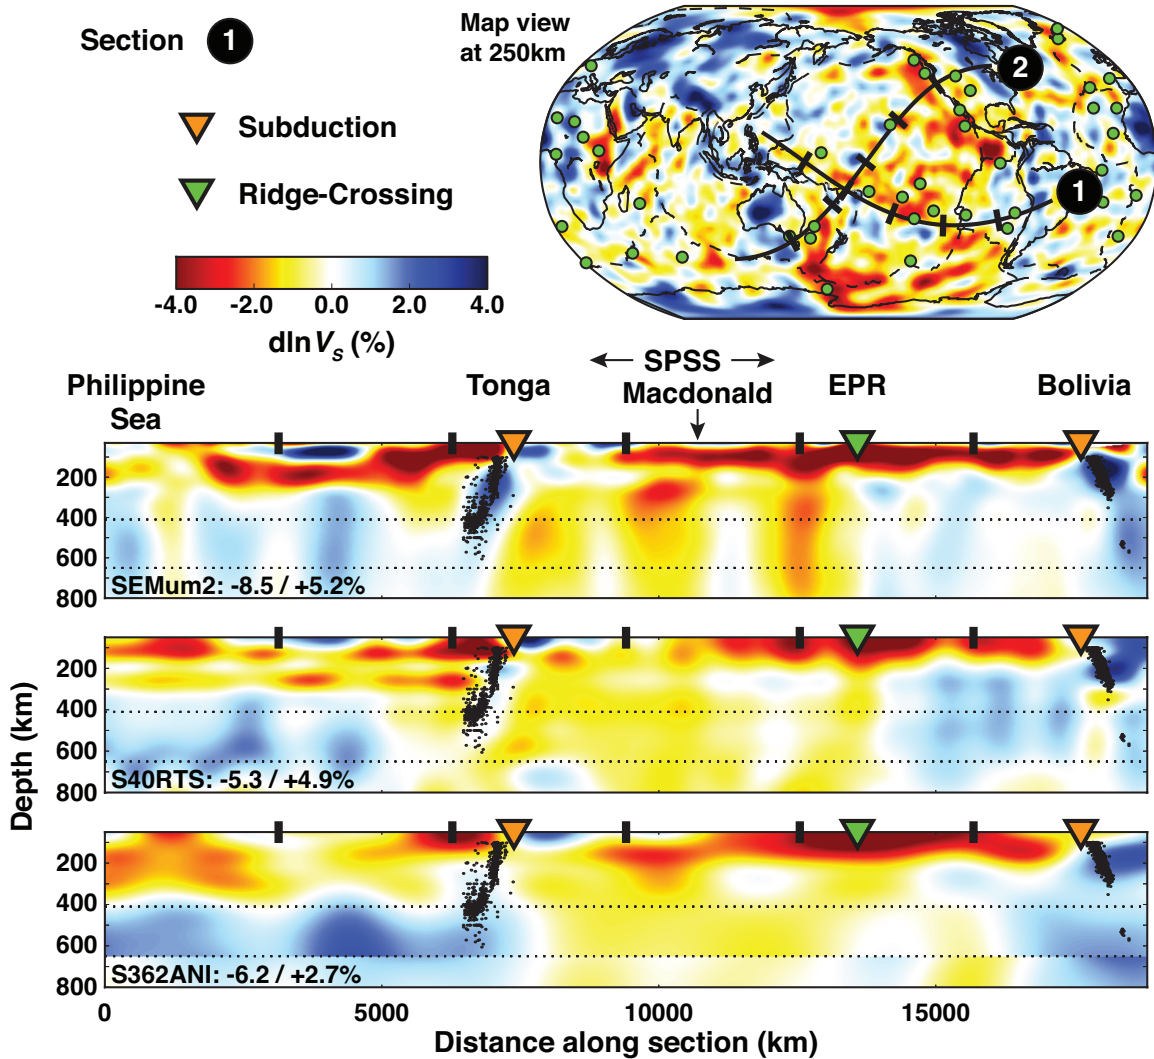 Section 1
Map view
at 250km
2
1
Subduction
Ridge-Crossing
-4.0 -2.0 0.0 2.0 4.0
dln VS (%)
← SPSS →
Philippine Tonga Macdonald EPR Bolivia
Sea
200
400
600
800
SEMum2: -8.5 / +5.2%
200
400
600
800
S40RTS: -5.3 / +4.9%
200
400
600
800
S362ANI: -6.2 / +2.7%
Depth (km)
0 5000 10000 15000
Distance along section (km)